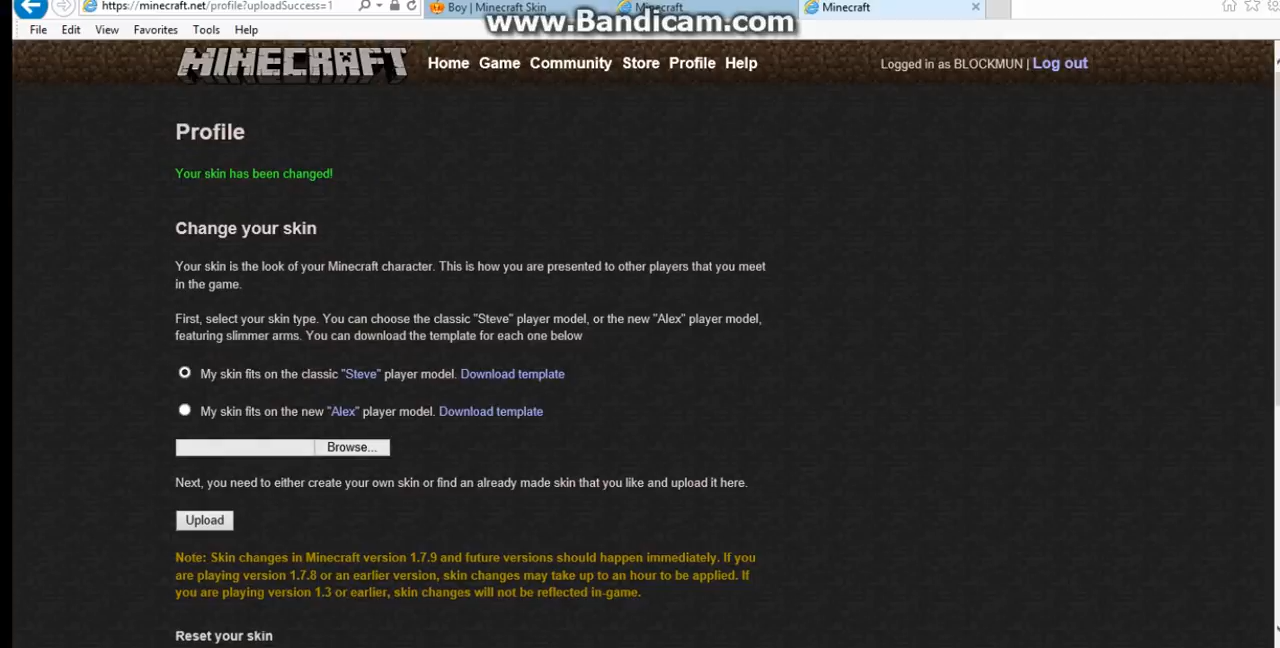 https://minecraft.net/profile?uploadSuccess=1
Boy | Minecraft Skin
Minecraft
Minecraft
www.Bandicam.com
File Edit View Favorites Tools Help
MINECRAFT
Home Game Community Store Profile Help
Logged in as BLOCKMUN | Log out
Profile
Your skin has been changed!
Change your skin
Your skin is the look of your Minecraft character. This is how you are presented to other players that you meet
in the game.
First, select your skin type. You can choose the classic "Steve" player model, or the new "Alex" player model,
featuring slimmer arms. You can download the template for each one below
My skin fits on the classic "Steve" player model. Download template
My skin fits on the new "Alex" player model. Download template
Browse...
Next, you need to either create your own skin or find an already made skin that you like and upload it here.
Upload
Note: Skin changes in Minecraft version 1.7.9 and future versions should happen immediately. If you
are playing version 1.7.8 or an earlier version, skin changes may take up to an hour to be applied. If
you are playing version 1.3 or earlier, skin changes will not be reflected in-game.
Reset your skin